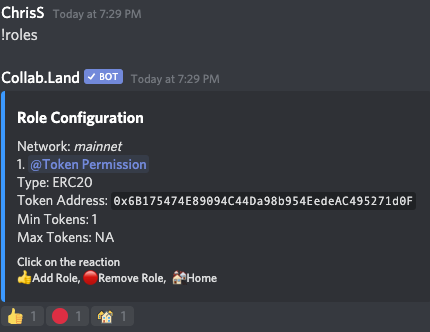 ChrisS Today at 7:29 PM
!roles
Collab.Land ✓ BOT Today at 7:29 PM
Role Configuration
Network: mainnet
1. @Token Permission
Type: ERC20
Token Address: 0x6B175474E89094C44Da98b954EedeAC495271d0F
Min Tokens: 1
Max Tokens: NA
Click on the reaction
👍Add Role, 🔴Remove Role, 🏘️Home
👍 1 🔴 1 🏘️ 1